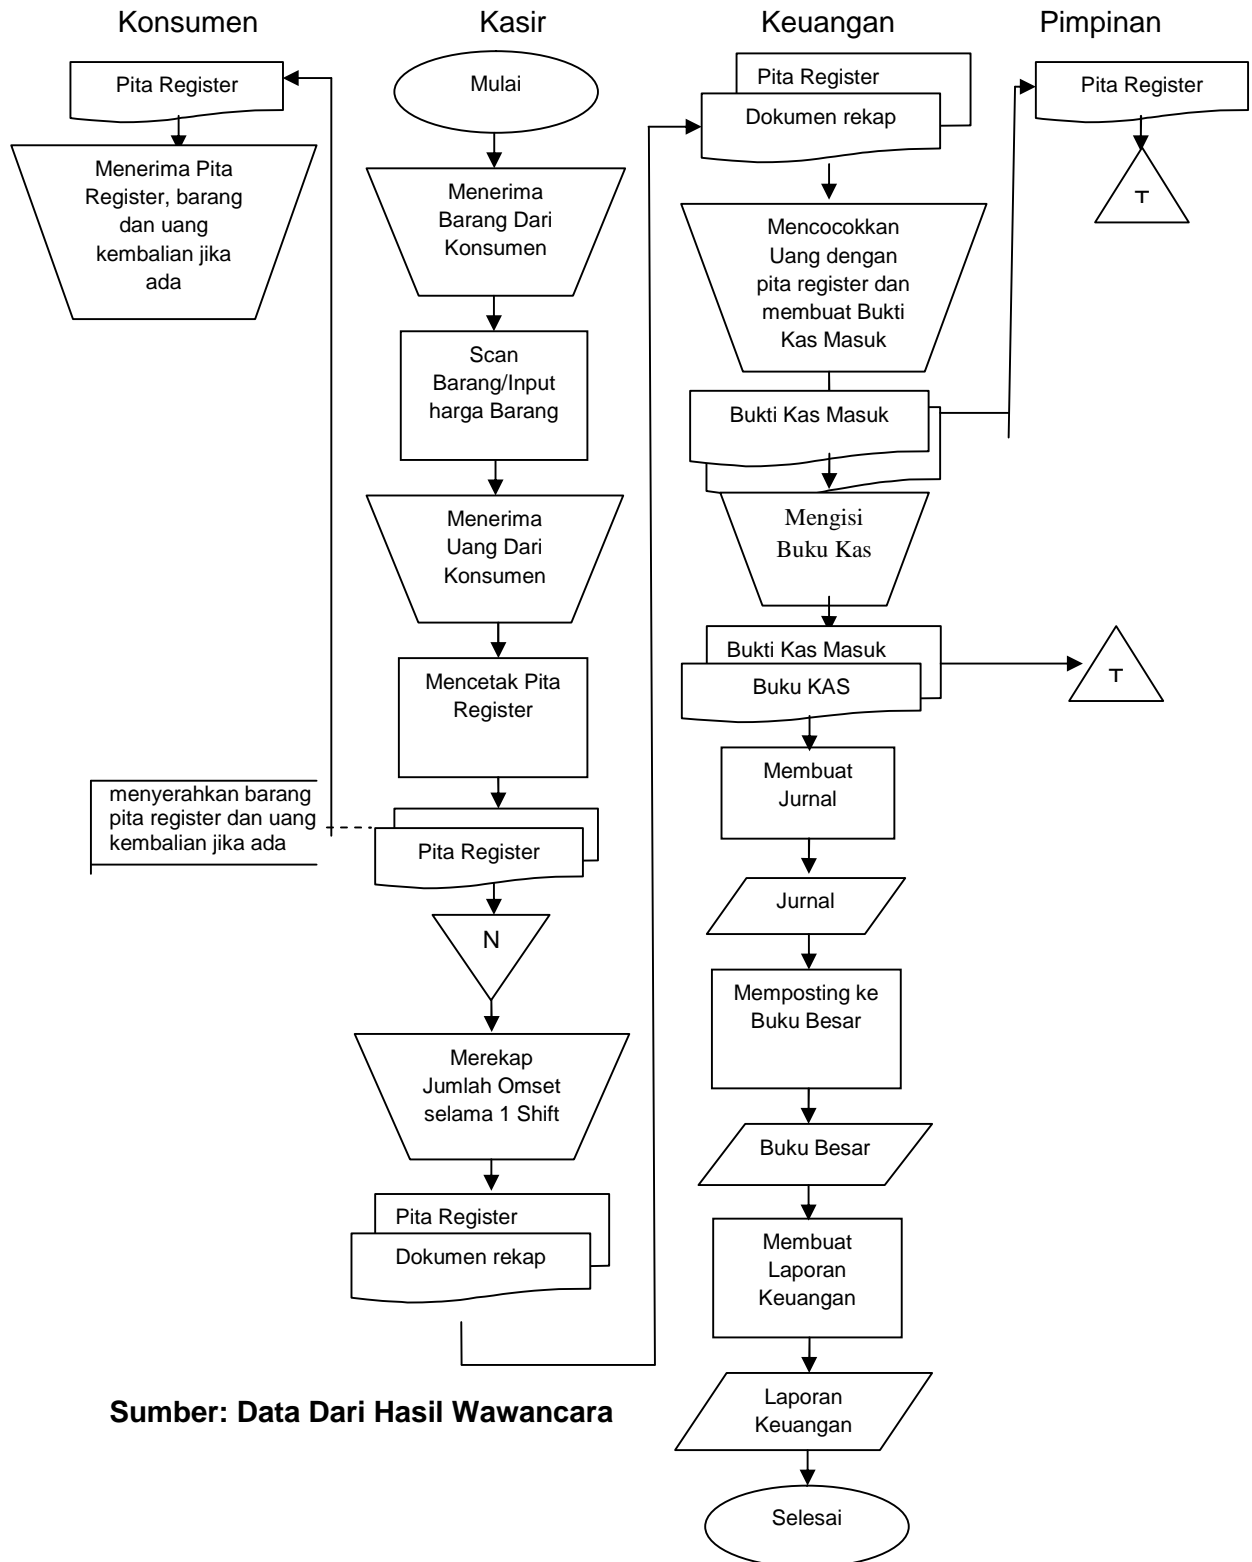 Konsumen
Kasir
Keuangan
Pimpinan
Pita Register
Menerima Pita
Register, barang
dan uang
kembalian jika
ada
Mulai
Menerima
Barang Dari
Konsumen
Scan
Barang/Input
harga Barang
Menerima
Uang Dari
Konsumen
Mencetak Pita
Register
menyerahkan barang
pita register dan uang
kembalian jika ada
Pita Register
N
Merekap
Jumlah Omset
selama 1 Shift
Pita Register
Dokumen rekap
Pita Register
Dokumen rekap
Mencocokkan
Uang dengan
pita register dan
membuat Bukti
Kas Masuk
Bukti Kas Masuk
Mengisi
Buku Kas
Bukti Kas Masuk
Buku KAS
T
Membuat
Jurnal
Jurnal
Memposting ke
Buku Besar
Buku Besar
Membuat
Laporan
Keuangan
Laporan
Keuangan
Selesai
Pita Register
T
Sumber: Data Dari Hasil Wawancara